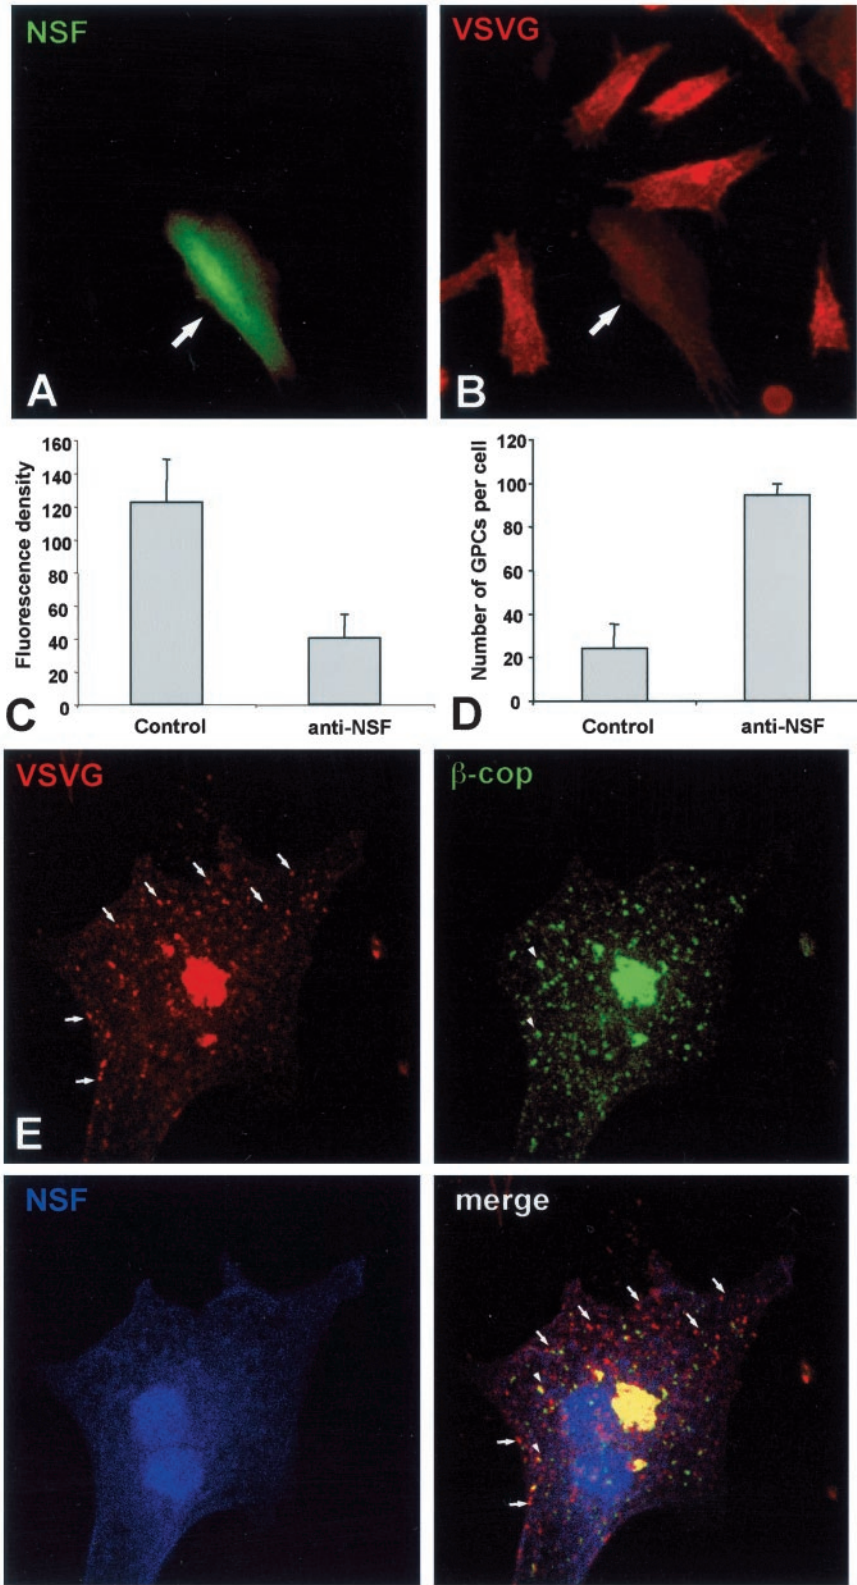 NSF
VSVG
A
B
Fluorescence density
160
140
120
100
80
60
40
20
0
Control
anti-NSF
C
Number of GPCs per cell
120
100
80
60
40
20
0
Control
anti-NSF
D
VSVG
β-cop
E
NSF
merge